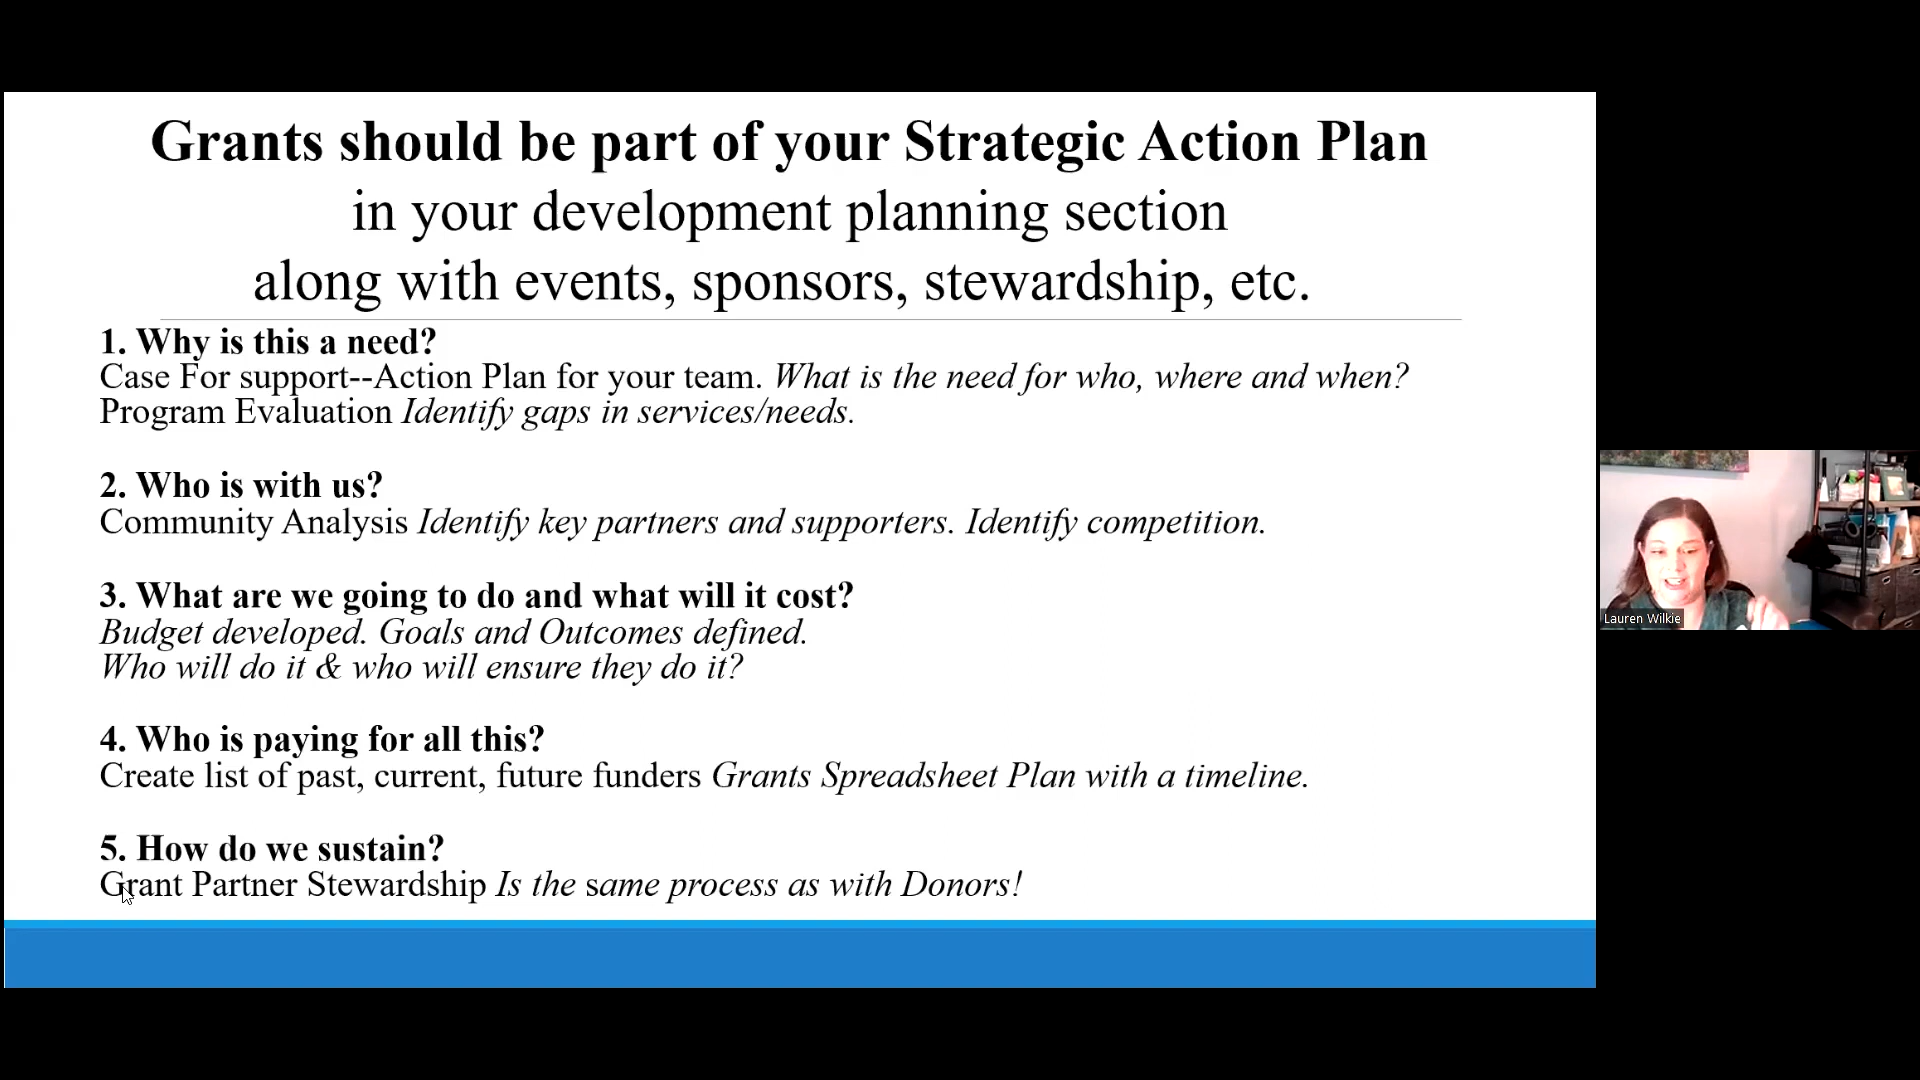 Grants should be part of your Strategic Action Plan
in your development planning section
along with events, sponsors, stewardship, etc.
1. Why is this a need?
Case For support--Action Plan for your team. What is the need for who, where and when?
Program Evaluation Identify gaps in services/needs.
2. Who is with us?
Community Analysis Identify key partners and supporters. Identify competition.
3. What are we going to do and what will it cost?
Budget developed. Goals and Outcomes defined.
Who will do it & who will ensure they do it?
4. Who is paying for all this?
Create list of past, current, future funders Grants Spreadsheet Plan with a timeline.
5. How do we sustain?
Grant Partner Stewardship Is the same process as with Donors!
Lauren Wilkie